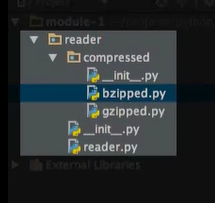 module-1
reader
compressed
__init__.py
bzipped.py
gzipped.py
__init__.py
reader.py
External Libraries